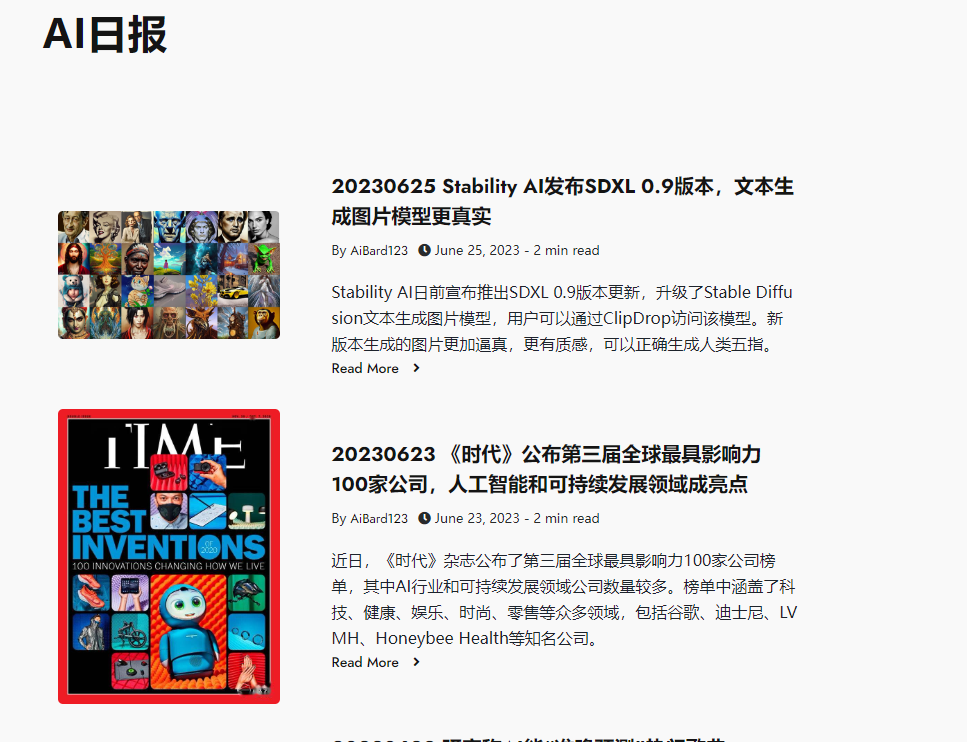 AI日报
20230625 Stability AI发布SDXL 0.9版本，文本生
成图片模型更真实
By AiBard123 June 25, 2023 - 2 min read
Stability AI日前宣布推出SDXL 0.9版本更新，升级了Stable Diffu
sion文本生成图片模型，用户可以通过ClipDrop访问该模型。新
版本生成的图片更加逼真，更有质感，可以正确生成人类五指。
Read More
TIME
THE
BEST
INVENTIONS
OF 2020
100 INNOVATIONS CHANGING HOW WE LIVE
20230623 《时代》公布第三届全球最具影响力
100家公司，人工智能和可持续发展领域成亮点
By AiBard123 June 23, 2023 - 2 min read
近日，《时代》杂志公布了第三届全球最具影响力100家公司榜
单，其中AI行业和可持续发展领域公司数量较多。榜单中涵盖了科
技、健康、娱乐、时尚、零售等众多领域，包括谷歌、迪士尼、LV
MH、Honeybee Health等知名公司。
Read More